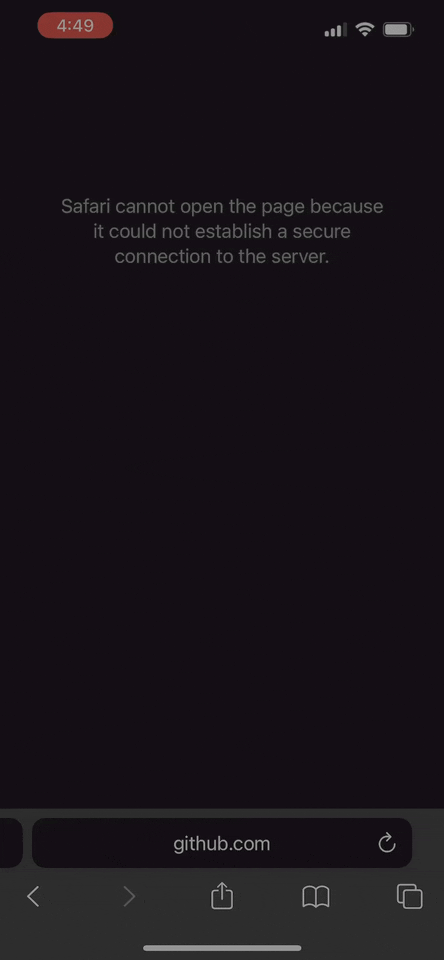 4:49
Safari cannot open the page because
it could not establish a secure
connection to the server.
github.com